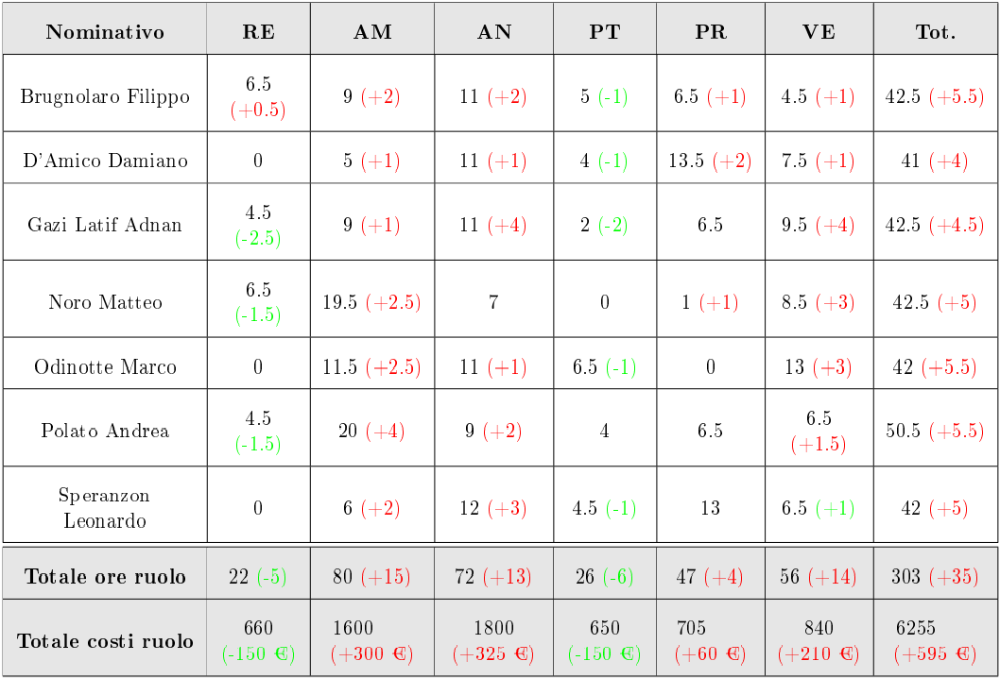 Nominativo RE AM AN PT PR VE Tot.
Brugnolaro Filippo 6.5 (+0.5) 9 (+2) 11 (+2) 5 (-1) 6.5 (+1) 4.5 (+1) 42.5 (+5.5)
D'Amico Damiano 0 5 (+1) 11 (+1) 4 (-1) 13.5 (+2) 7.5 (+1) 41 (+4)
Gazi Latif Adnan 4.5 (-2.5) 9 (+1) 11 (+4) 2 (-2) 6.5 9.5 (+4) 42.5 (+4.5)
Noro Matteo 6.5 (-1.5) 19.5 (+2.5) 7 0 1 (+1) 8.5 (+3) 42.5 (+5)
Odinotte Marco 0 11.5 (+2.5) 11 (+1) 6.5 (-1) 0 13 (+3) 42 (+5.5)
Polato Andrea 4.5 (-1.5) 20 (+4) 9 (+2) 4 6.5 6.5 (+1.5) 50.5 (+5.5)
Speranzon Leonardo 0 6 (+2) 12 (+3) 4.5 (-1) 13 6.5 (+1) 42 (+5)
Totale ore ruolo 22 (-5) 80 (+15) 72 (+13) 26 (-6) 47 (+4) 56 (+14) 303 (+35)
Totale costi ruolo 660 (-150 €) 1600 (+300 €) 1800 (+325 €) 650 (-150 €) 705 (+60 €) 840 (+210 €) 6255 (+595 €)